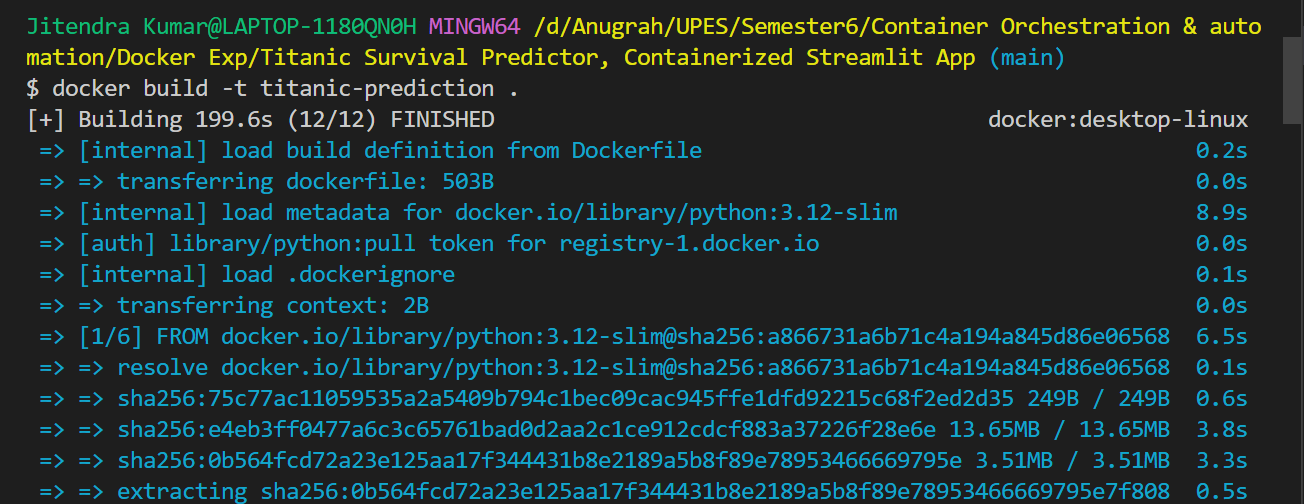 Jitendra Kumar@LAPTOP-1180QN0H MINGW64 /d/Anugrah/UPES/Semester6/Container Orchestration & auto
mation/Docker Exp/Titanic Survival Predictor, Containerized Streamlit App (main)
$ docker build -t titanic-prediction .
[+] Building 199.6s (12/12) FINISHED docker:desktop-linux
=> [internal] load build definition from Dockerfile 0.2s
=> => transferring dockerfile: 503B 0.0s
=> [internal] load metadata for docker.io/library/python:3.12-slim 8.9s
=> [auth] library/python:pull token for registry-1.docker.io 0.0s
=> [internal] load .dockerignore 0.1s
=> => transferring context: 2B 0.0s
=> [1/6] FROM docker.io/library/python:3.12-slim@sha256:a866731a6b71c4a194a845d86e06568 6.5s
=> => resolve docker.io/library/python:3.12-slim@sha256:a866731a6b71c4a194a845d86e06568 0.1s
=> => sha256:75c77ac11059535a2a5409b794c1bec09cac945ffe1dfd92215c68f2ed2d35 249B / 249B 0.6s
=> => sha256:e4eb3ff0477a6c3c65761bad0d2aa2c1ce912cdcf883a37226f28e6e 13.65MB / 13.65MB 3.8s
=> => sha256:0b564fcd72a23e125aa17f344431b8e2189a5b8f89e78953466669795e 3.51MB / 3.51MB 3.3s
=> => extracting sha256:0b564fcd72a23e125aa17f344431b8e2189a5b8f89e78953466669795e7f808 0.5s